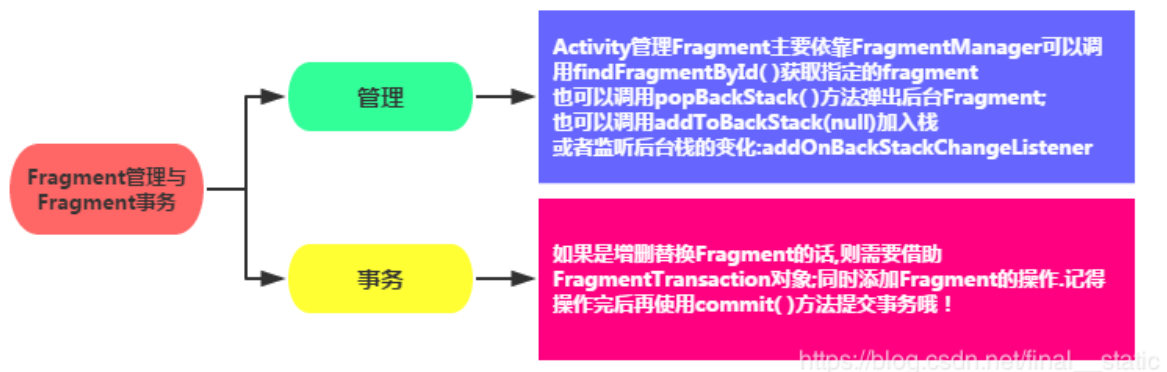 Fragment管理与
Fragment事务
管理
Activity管理Fragment主要依靠FragmentManager可以调
用findFragmentById( )获取指定的fragment
也可以调用popBackStack( )方法弹出后台Fragment;
也可以调用addToBackStack(null)加入栈
或者监听后台栈的变化:addOnBackStackChangeListener
事务
如果是增删替换Fragment的话,则需要借助
FragmentTransaction对象;同时添加Fragment的操作.记得
操作完后再使用commit( )方法提交事务哦！
https://blog.csdn.net/final__static